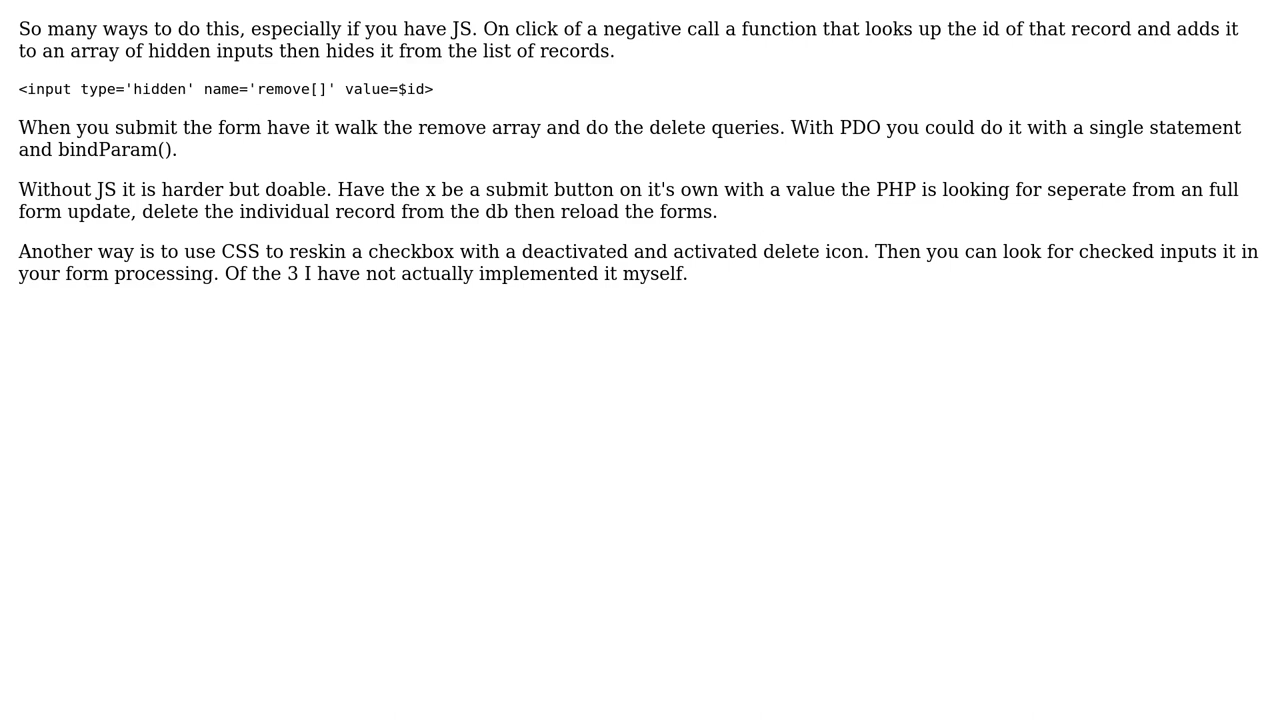 So many ways to do this, especially if you have JS. On click of a negative call a function that looks up the id of that record and adds it
to an array of hidden inputs then hides it from the list of records.
<input type='hidden' name='remove[]' value=$id>
When you submit the form have it walk the remove array and do the delete queries. With PDO you could do it with a single statement
and bindParam().
Without JS it is harder but doable. Have the x be a submit button on it's own with a value the PHP is looking for seperate from an full
form update, delete the individual record from the db then reload the forms.
Another way is to use CSS to reskin a checkbox with a deactivated and activated delete icon. Then you can look for checked inputs it in
your form processing. Of the 3 I have not actually implemented it myself.